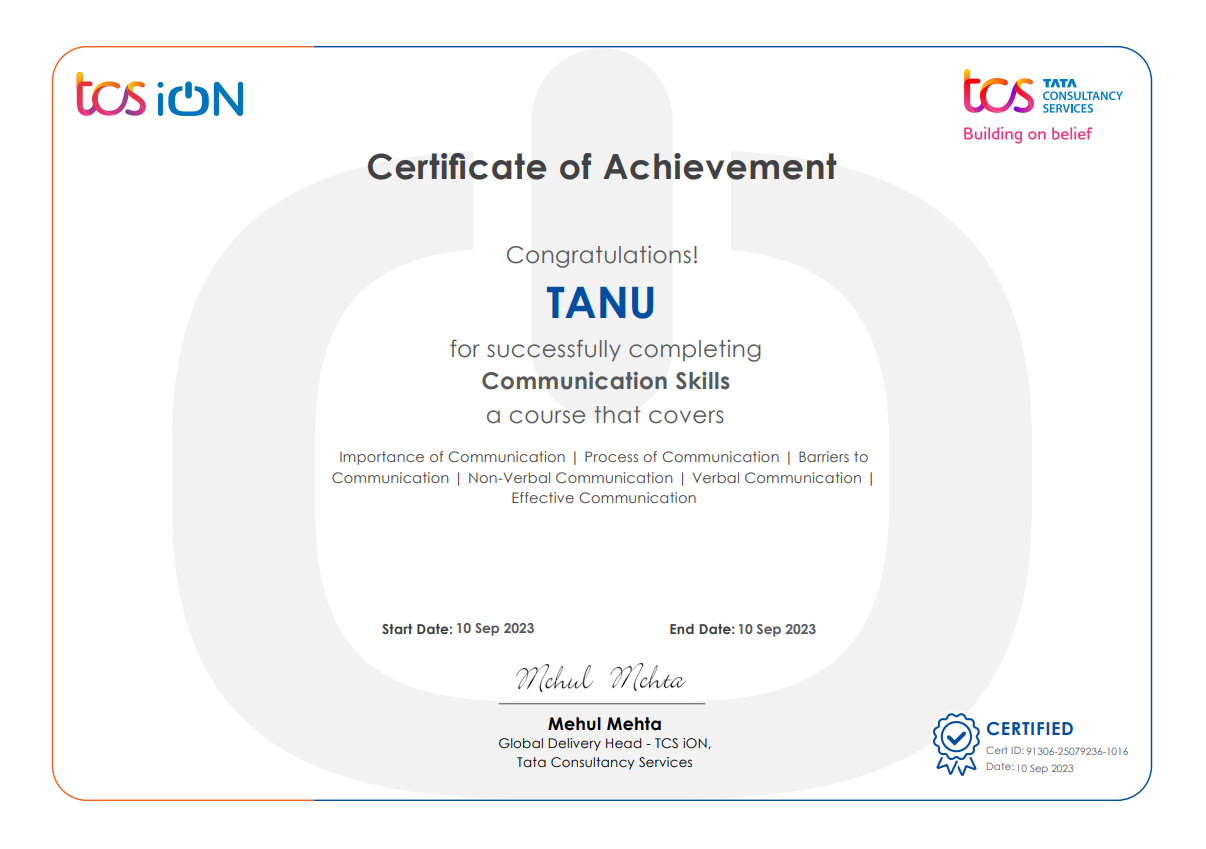 tcs iON
tcs TATA
CONSULTANCY
SERVICES
Building on belief
Certificate of Achievement
Congratulations!
TANU
for successfully completing
Communication Skills
a course that covers
Importance of Communication | Process of Communication | Barriers to
Communication | Non-Verbal Communication | Verbal Communication |
Effective Communication
Start Date: 10 Sep 2023 End Date: 10 Sep 2023
Mehul Mehta
Mehul Mehta
Global Delivery Head - TCS iON,
Tata Consultancy Services
CERTIFIED
Cert ID: 91306-25079236-1016
Date: 10 Sep 2023